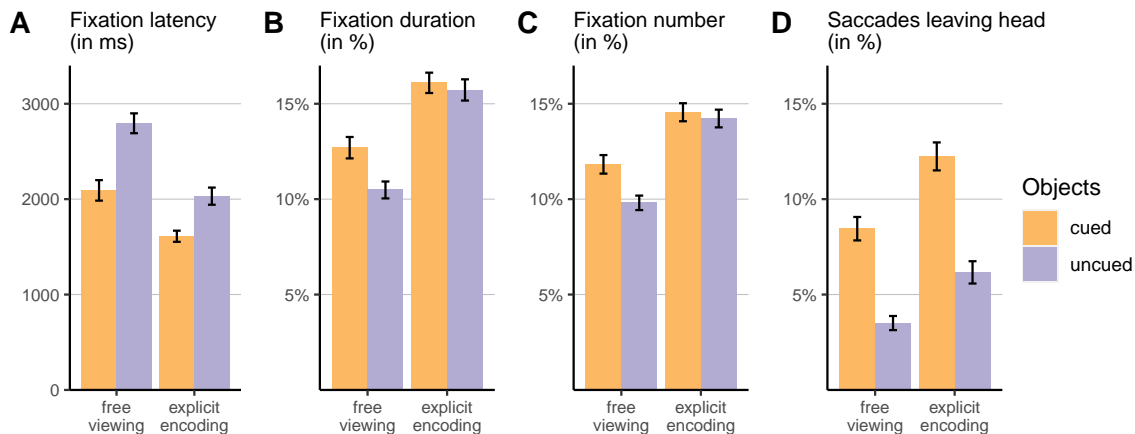 A
Fixation latency
(in ms)
3000
2000
1000
0
free
viewing
explicit
encoding
B
Fixation duration
(in %)
15%
10%
5%
free
viewing
explicit
encoding
C
Fixation number
(in %)
15%
10%
5%
free
viewing
explicit
encoding
D
Saccades leaving head
(in %)
15%
10%
5%
free
viewing
explicit
encoding
Objects
cued
uncued